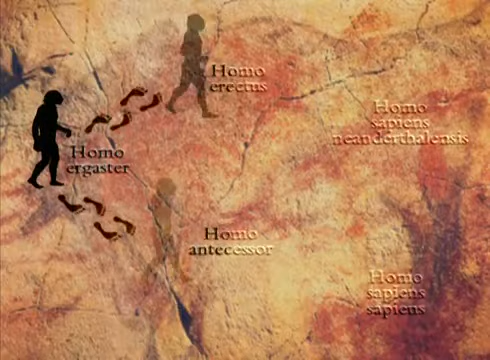 Homo
erectus
Homo
sapiens
neanderthalensis
Homo
ergaster
Homo
antecessor
Homo
sapiens
sapiens